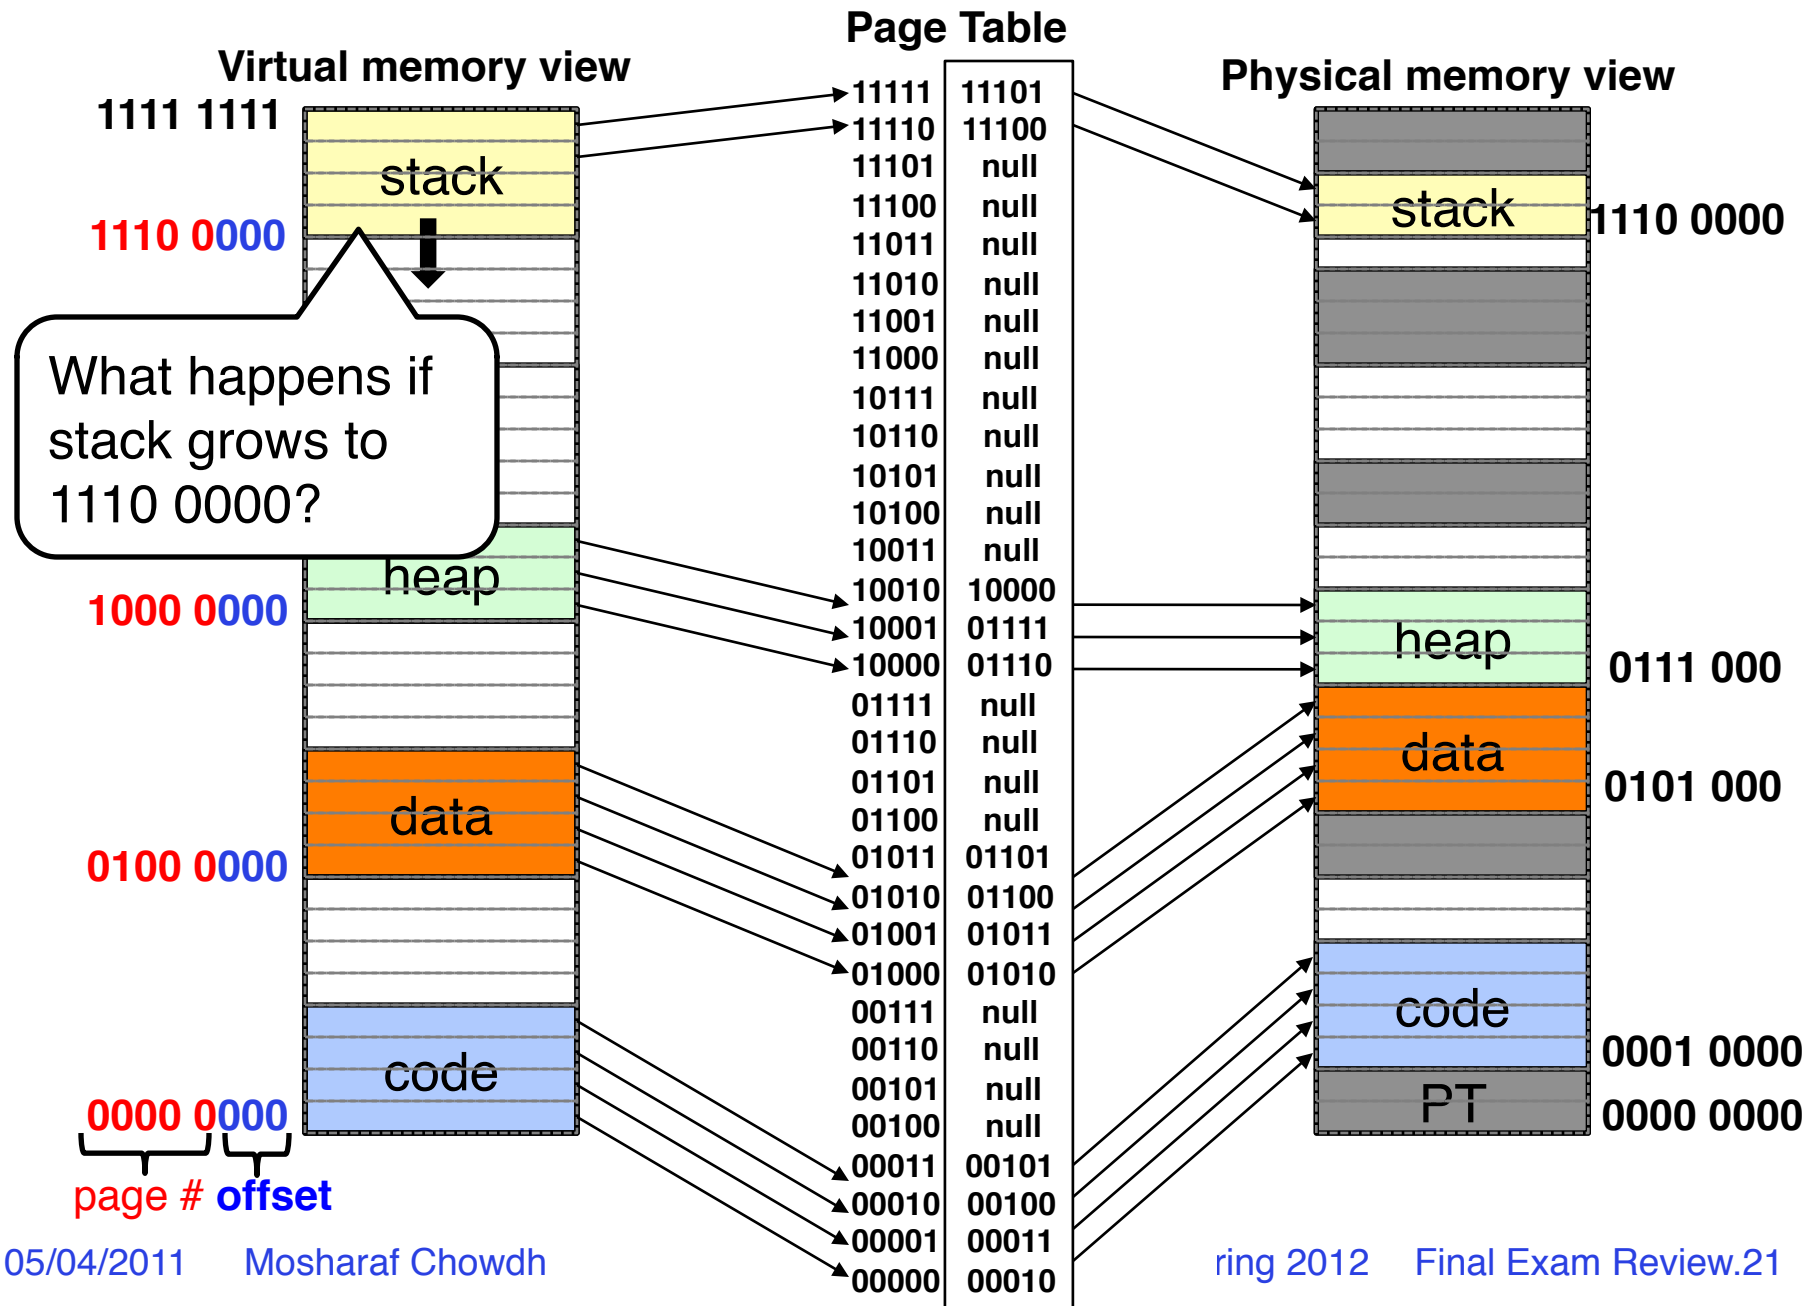 Page Table
Virtual memory view
Physical memory view
1111 1111
stack
1110 0000
What happens if
stack grows to
1110 0000?
heap
1000 0000
data
0100 0000
code
0000 0000
page # offset
11111 11101
11110 11100
11101 null
11100 null
11011 null
11010 null
11001 null
11000 null
10111 null
10110 null
10101 null
10100 null
10011 null
10010 10000
10001 01111
10000 01110
01111 null
01110 null
01101 null
01100 null
01011 01101
01010 01100
01001 01011
01000 01010
00111 null
00110 null
00101 null
00100 null
00011 00101
00010 00100
00001 00011
00000 00010
stack
1110 0000
heap
0111 000
data
0101 000
code
0001 0000
PT
0000 0000
05/04/2011 Mosharaf Chowdh ring 2012 Final Exam Review.21